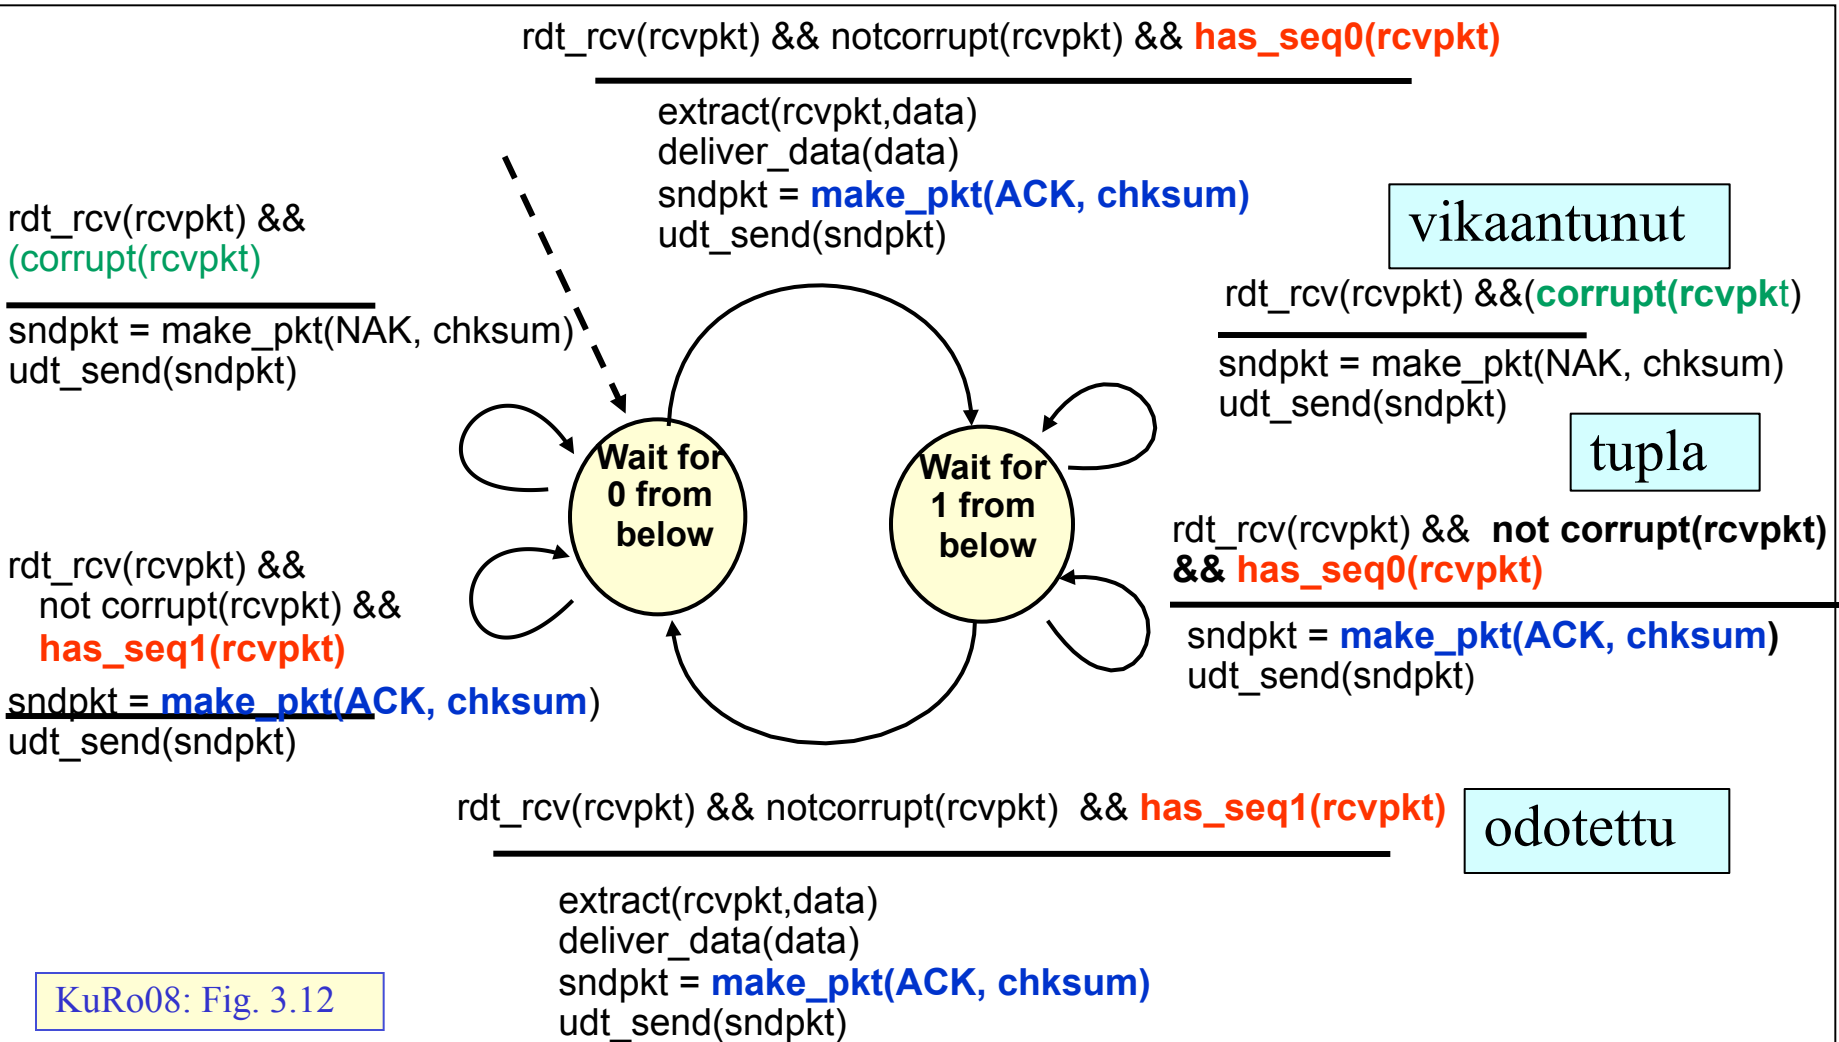 rdt_rcv(rcvpkt) && notcorrupt(rcvpkt) && has_seq0(rcvpkt)
extract(rcvpkt,data)
deliver_data(data)
sndpkt = make_pkt(ACK, chksum)
udt_send(sndpkt)
rdt_rcv(rcvpkt) &&
(corrupt(rcvpkt)
sndpkt = make_pkt(NAK, chksum)
udt_send(sndpkt)
vikaantunut
rdt_rcv(rcvpkt) &&(corrupt(rcvpkt)
sndpkt = make_pkt(NAK, chksum)
udt_send(sndpkt)
tupla
Wait for
0 from
below
Wait for
1 from
below
rdt_rcv(rcvpkt) && not corrupt(rcvpkt)
&& has_seq0(rcvpkt)
sndpkt = make_pkt(ACK, chksum)
udt_send(sndpkt)
rdt_rcv(rcvpkt) &&
not corrupt(rcvpkt) &&
has_seq1(rcvpkt)
sndpkt = make_pkt(ACK, chksum)
udt_send(sndpkt)
rdt_rcv(rcvpkt) && notcorrupt(rcvpkt) && has_seq1(rcvpkt)
odotettu
extract(rcvpkt,data)
deliver_data(data)
sndpkt = make_pkt(ACK, chksum)
udt_send(sndpkt)
KuRo08: Fig. 3.12